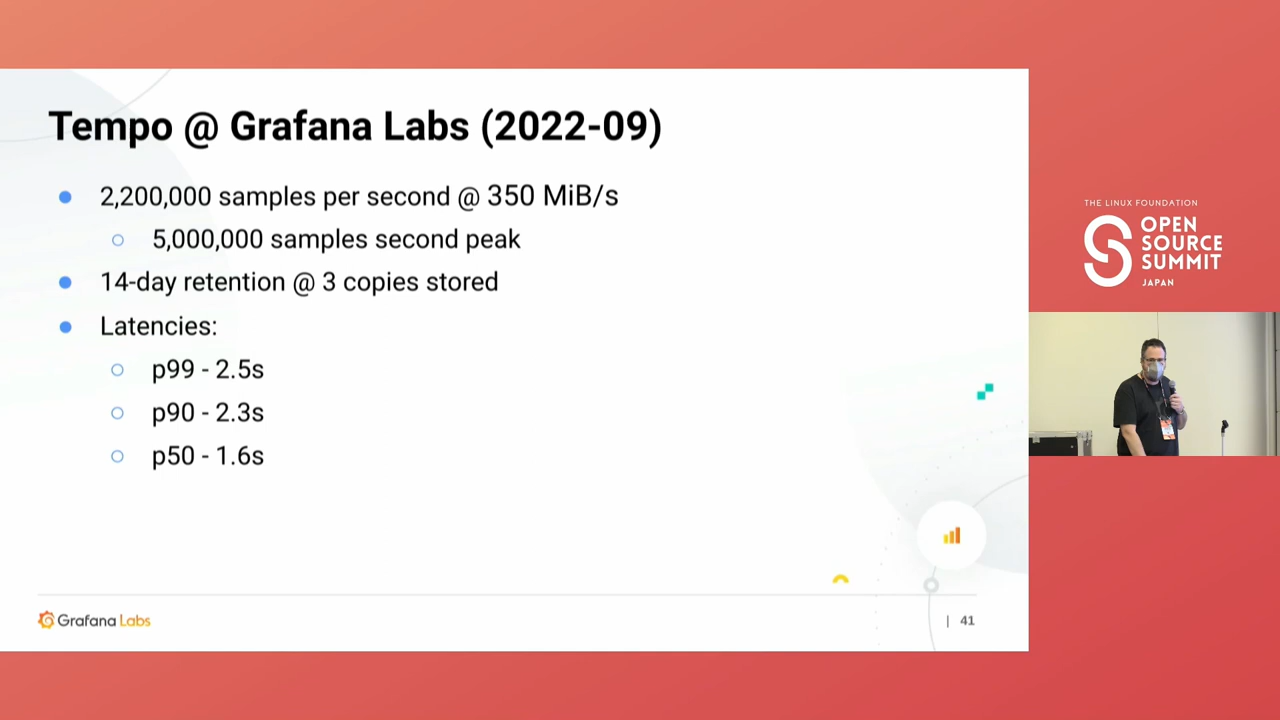 Tempo @ Grafana Labs (2022-09)
2,200,000 samples per second @ 350 MiB/s
5,000,000 samples second peak
14-day retention @ 3 copies stored
Latencies:
p99 - 2.5s
p90 - 2.3s
p50 - 1.6s
Grafana Labs
| 41
THE LINUX FOUNDATION
OPEN
SOURCE
SUMMIT
JAPAN